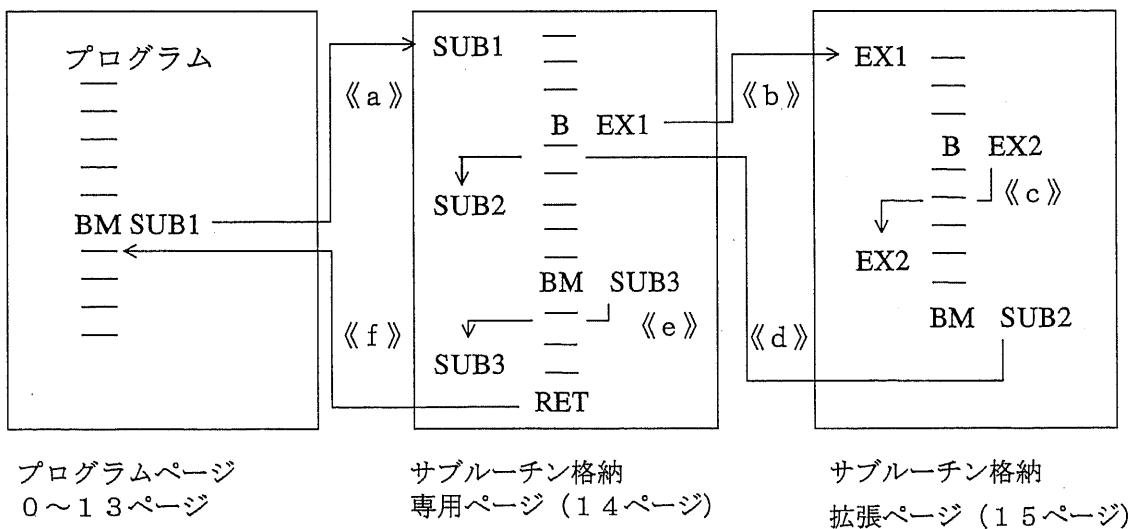 プログラム
BM SUB1
《a》
《f》
SUB1
B EX1
SUB2
BM SUB3
《e》
SUB3
RET
《b》
《d》
EX1
B EX2
《c》
EX2
BM SUB2
プログラムページ
0~13ページ
サブルーチン格納
専用ページ(14ページ)
サブルーチン格納
拡張ページ(15ページ)